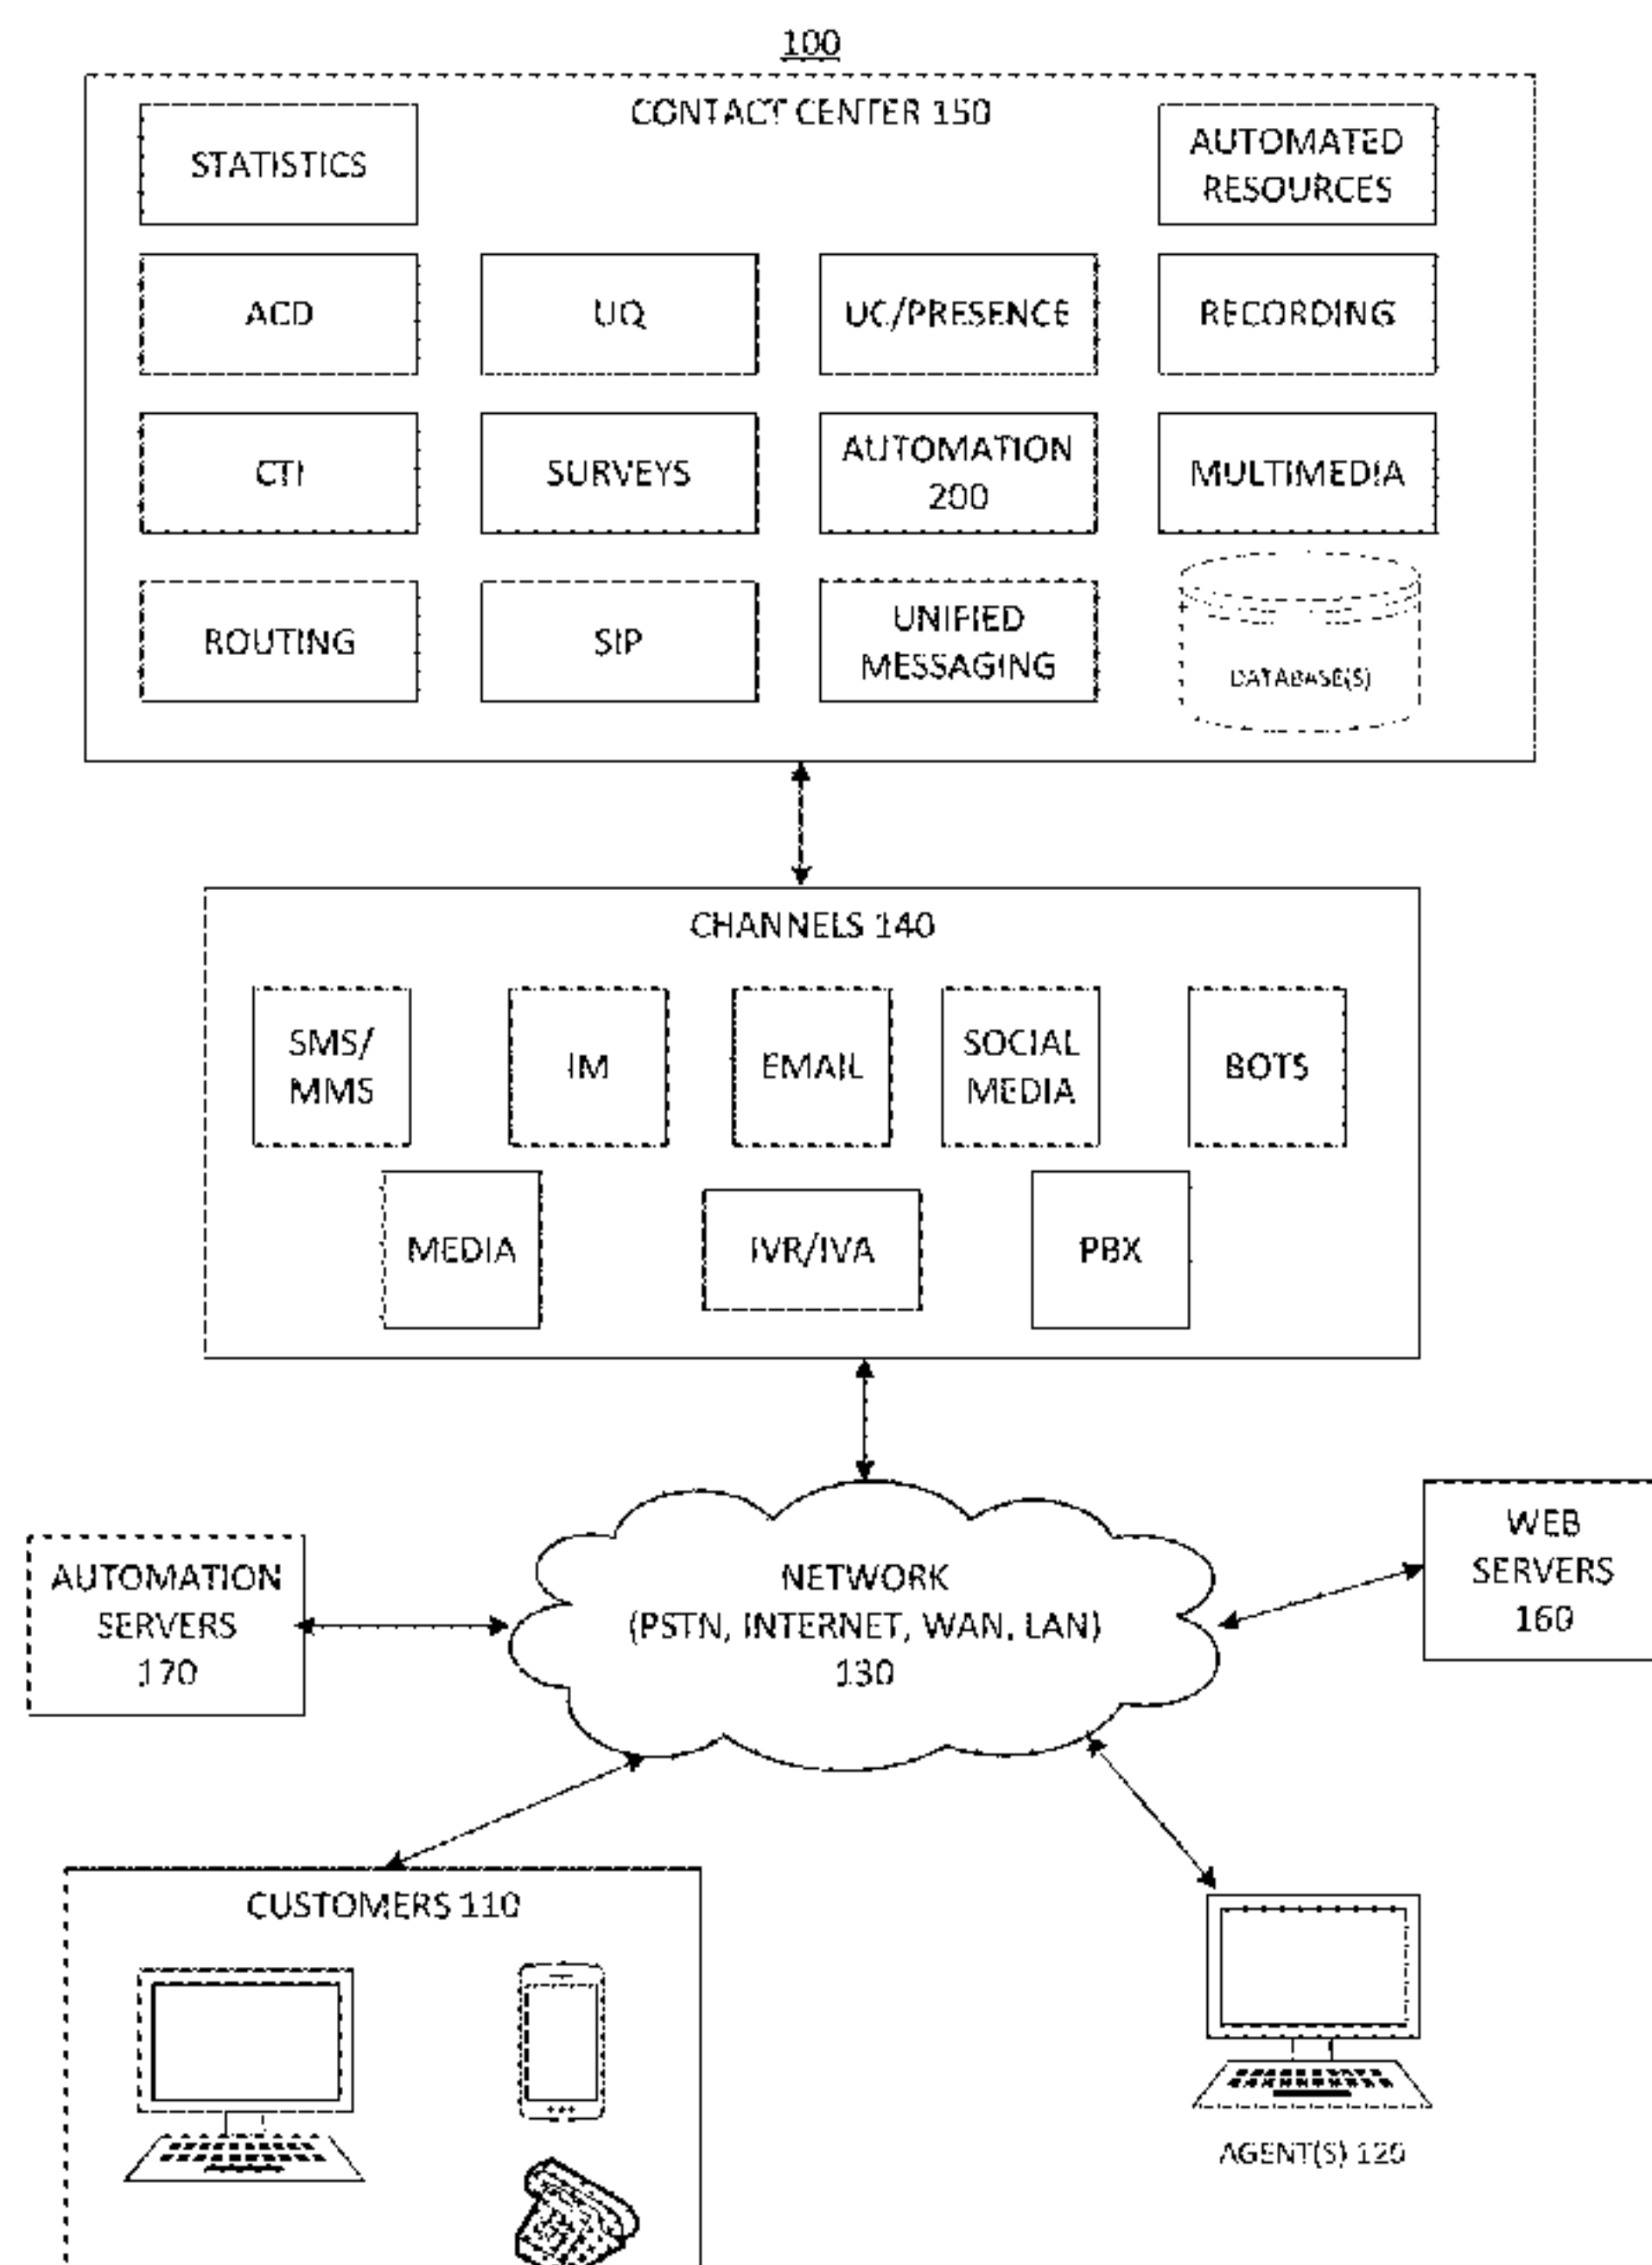 100
CONTACT CENTER 150
STATISTICS
AUTOMATED
RESOURCES
ACD
UQ
UC/PRESENCE
RECORDING
CTI
SURVEYS
AUTOMATION
200
MULTIMEDIA
ROUTING
SIP
UNIFIED
MESSAGING
DATABASE(S)
CHANNELS 140
SMS/
MMS
IM
EMAIL
SOCIAL
MEDIA
BOTS
MEDIA
IVR/IVA
PBX
AUTOMATION
SERVERS
170
NETWORK
(PSTN, INTERNET, WAN, LAN)
130
WEB
SERVERS
160
CUSTOMERS 110
AGENT(S) 120